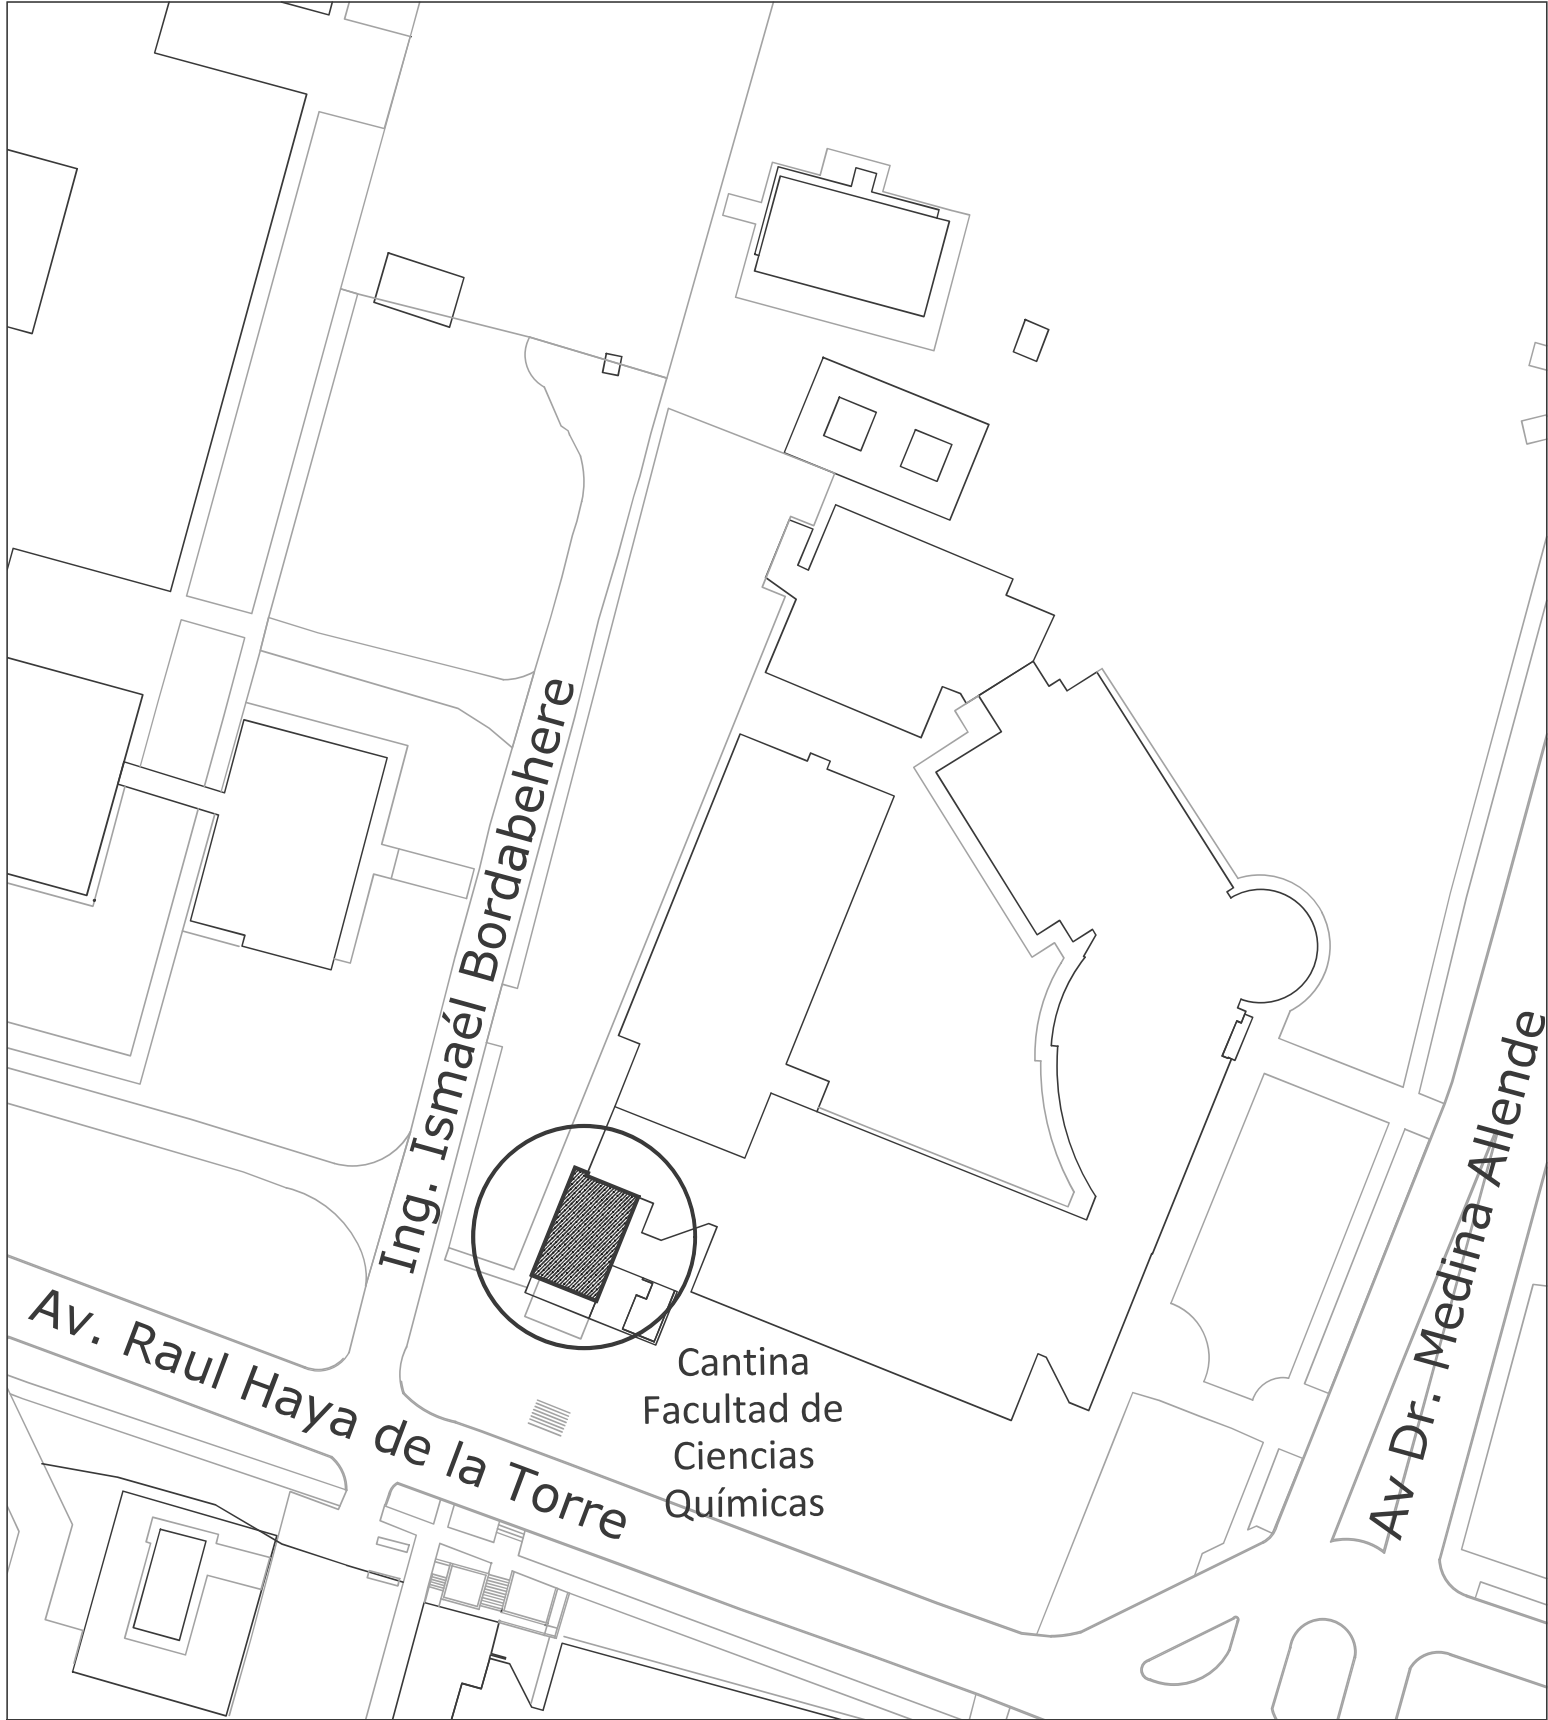 Ing. Ismaél Bordabehere
Av Dr. Medina Allende
Av. Raul Haya de la Torre
Cantina
Facultad de
Ciencias
Químicas